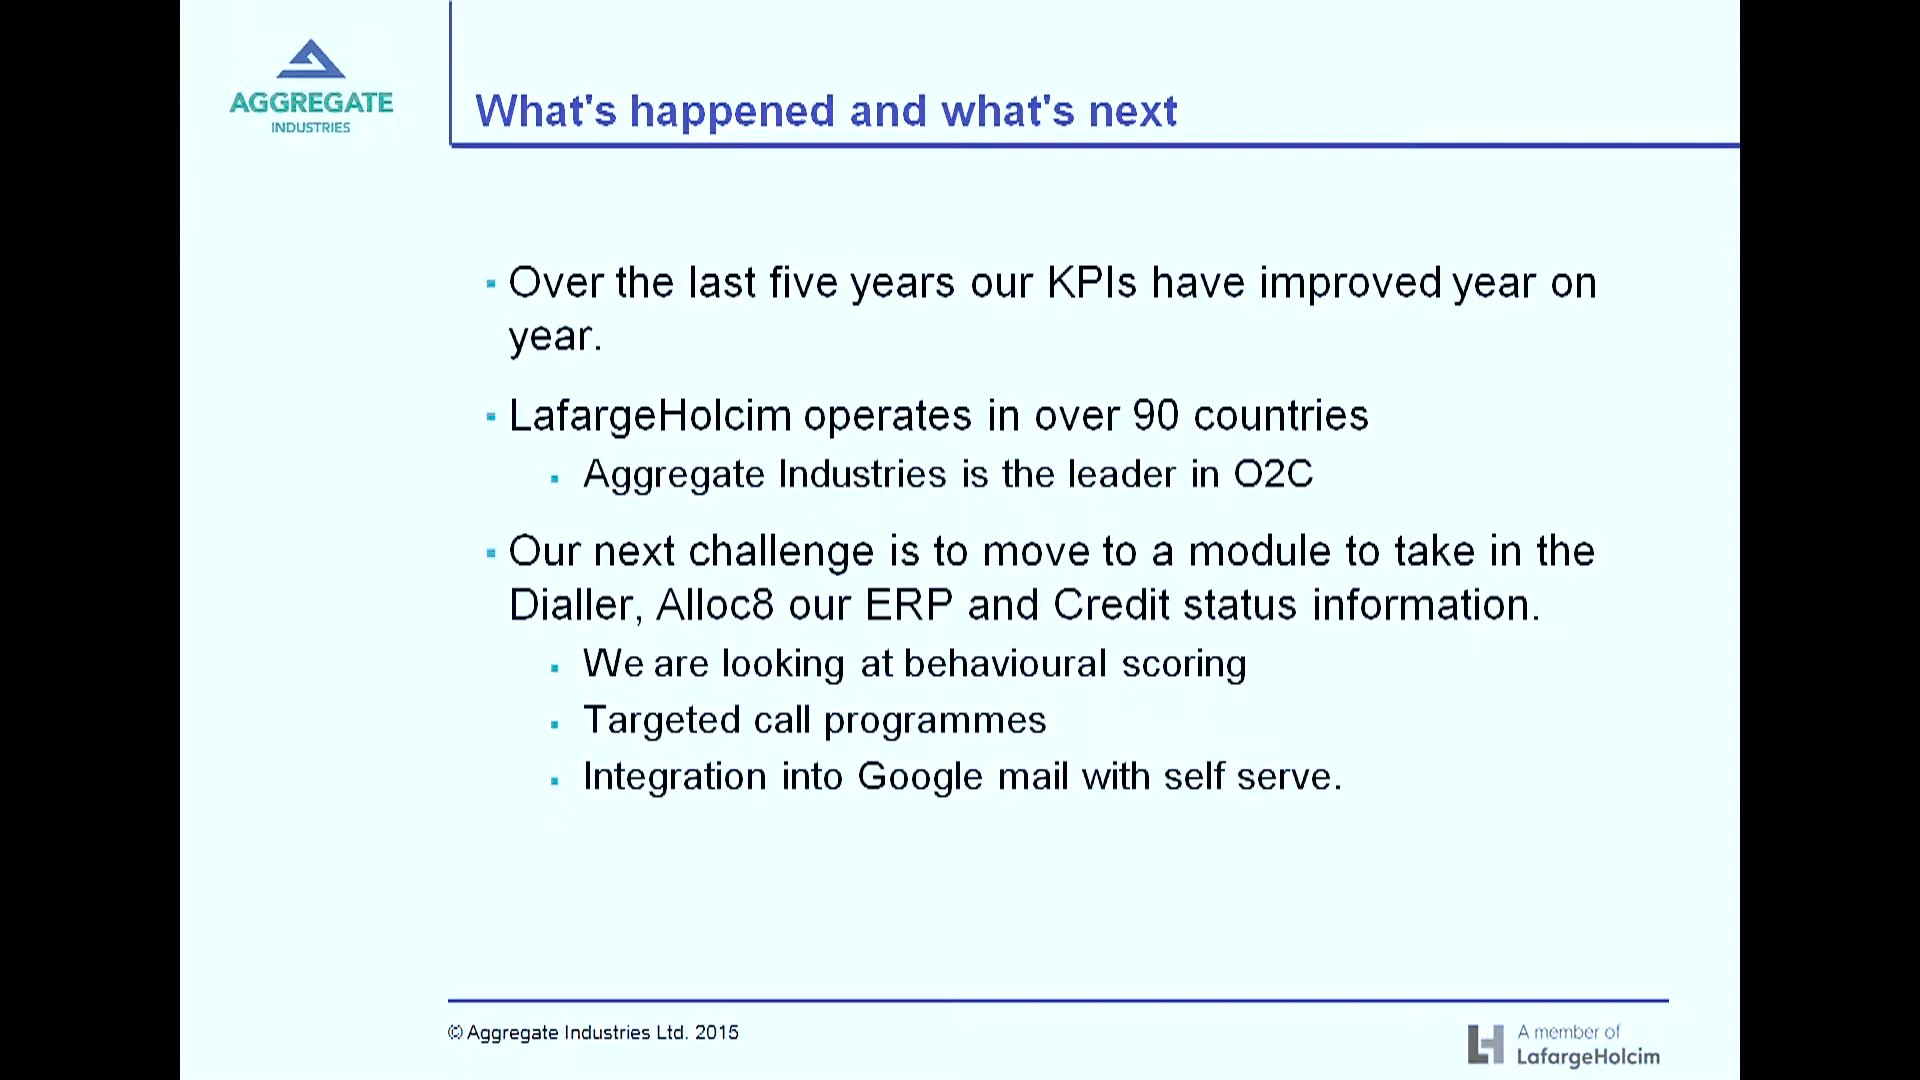 AGGREGATE
INDUSTRIES
What's happened and what's next
Over the last five years our KPIs have improved year on
year.
LafargeHolcim operates in over 90 countries
Aggregate Industries is the leader in O2C
Our next challenge is to move to a module to take in the
Dialler, Alloc8 our ERP and Credit status information.
We are looking at behavioural scoring
Targeted call programmes
Integration into Google mail with self serve.
© Aggregate Industries Ltd. 2015
A member of
LafargeHolcim